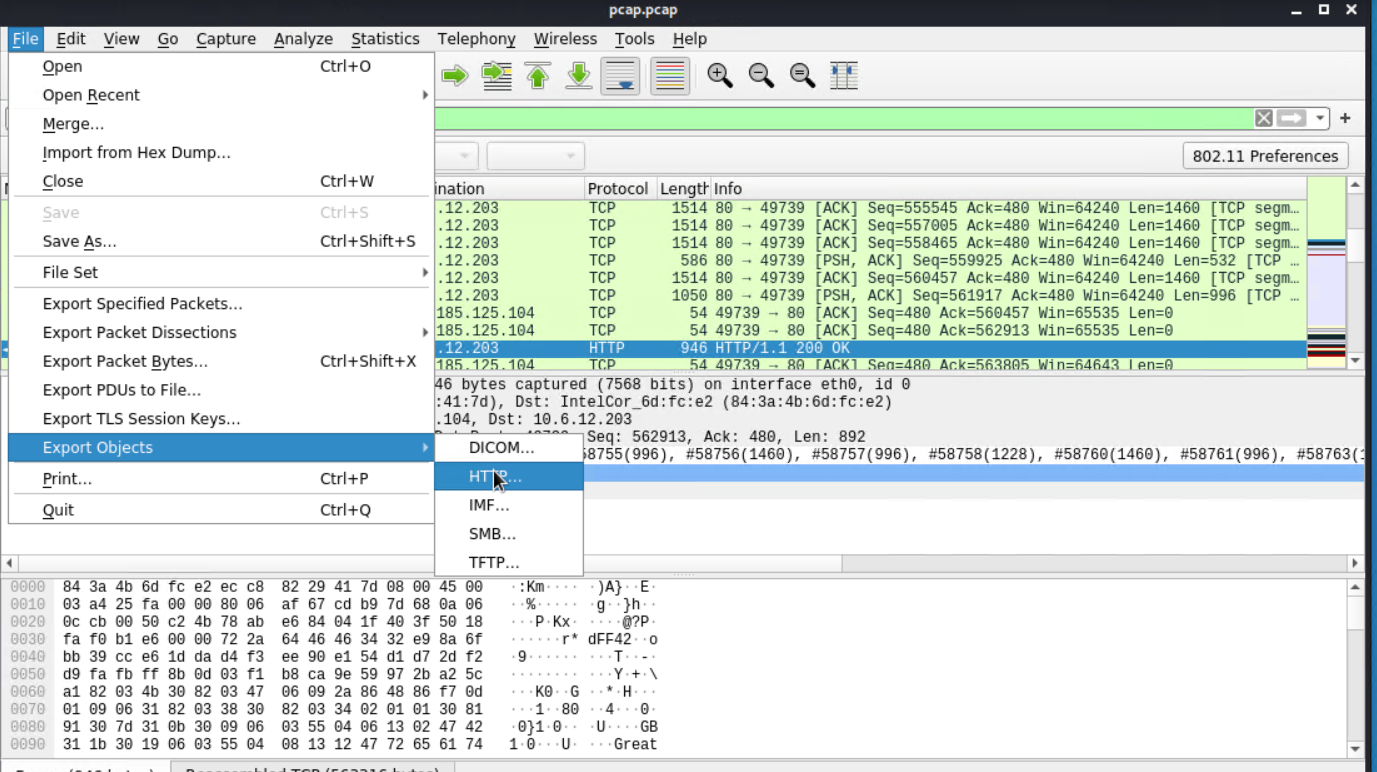 pcap.pcap
File Edit View Go Capture Analyze Statistics Telephony Wireless Tools Help
Open Ctrl+O
Open Recent
Merge...
Import from Hex Dump...
Close Ctrl+W
Save Ctrl+S
Save As... Ctrl+Shift+S
File Set
Export Specified Packets...
Export Packet Dissections
Export Packet Bytes... Ctrl+Shift+X
Export PDUs to File...
Export TLS Session Keys...
Export Objects
Print... Ctrl+P
Quit Ctrl+Q
DICOM...
HTTP...
IMF...
SMB...
TFTP...
802.11 Preferences
ination Protocol Length Info
.12.203 TCP 1514 80 → 49739 [ACK] Seq=555545 Ack=480 Win=64240 Len=1460 [TCP segm…
.12.203 TCP 1514 80 → 49739 [ACK] Seq=557005 Ack=480 Win=64240 Len=1460 [TCP segm…
.12.203 TCP 1514 80 → 49739 [ACK] Seq=558465 Ack=480 Win=64240 Len=1460 [TCP segm…
.12.203 TCP 586 80 → 49739 [PSH, ACK] Seq=559925 Ack=480 Win=64240 Len=532 [TCP …
.12.203 TCP 1514 80 → 49739 [ACK] Seq=560457 Ack=480 Win=64240 Len=1460 [TCP segm…
.12.203 TCP 1050 80 → 49739 [PSH, ACK] Seq=561917 Ack=480 Win=64240 Len=996 [TCP …
185.125.104 TCP 54 49739 → 80 [ACK] Seq=480 Ack=560457 Win=65535 Len=0
185.125.104 TCP 54 49739 → 80 [ACK] Seq=480 Ack=562913 Win=65535 Len=0
.12.203 HTTP 946 HTTP/1.1 200 OK
185.125.104 TCP 54 49739 → 80 [ACK] Seq=480 Ack=563805 Win=64643 Len=0
46 bytes captured (7568 bits) on interface eth0, id 0
:41:7d), Dst: IntelCor_6d:fc:e2 (84:3a:4b:6d:fc:e2)
.104, Dst: 10.6.12.203
Seq: 562913, Ack: 480, Len: 892
58755(996), #58756(1460), #58757(996), #58758(1228), #58760(1460), #58761(996), #58763(1
0000 84 3a 4b 6d fc e2 ec c8 82 29 41 7d 08 00 45 00 ·:Km···· ·)A}··E·
0010 03 a4 25 fa 00 00 80 06 af 67 cd b9 7d 68 0a 06 ··%····· ·g··}h··
0020 0c cb 00 50 c2 4b 78 ab e6 84 04 1f 40 3f 50 18 ···P·Kx· ····@?P·
0030 fa f0 b1 e6 00 00 72 2a 64 46 46 34 32 e9 8a 6f ······r* dFF42··o
0040 bb 39 cc e6 1d da d4 f3 ee 90 e1 54 d1 d7 2d f2 ·9······ ···T··-·
0050 d9 fa fb ff 8b 0d 03 f1 b8 ca 9e 59 97 2b a2 5c ········ ···Y·+·\
0060 a1 82 03 4b 30 82 03 47 06 09 2a 86 48 86 f7 0d ···K0··G ··*·H···
0070 01 09 06 31 82 03 38 30 82 03 34 02 01 01 30 81 ···1··80 ··4···0·
0080 91 30 7d 31 0b 30 09 06 03 55 04 06 13 02 47 42 ·0}1·0·· ·U····GB
0090 31 1b 30 19 06 03 55 04 08 13 12 47 72 65 61 74 1·0···U· ···Great